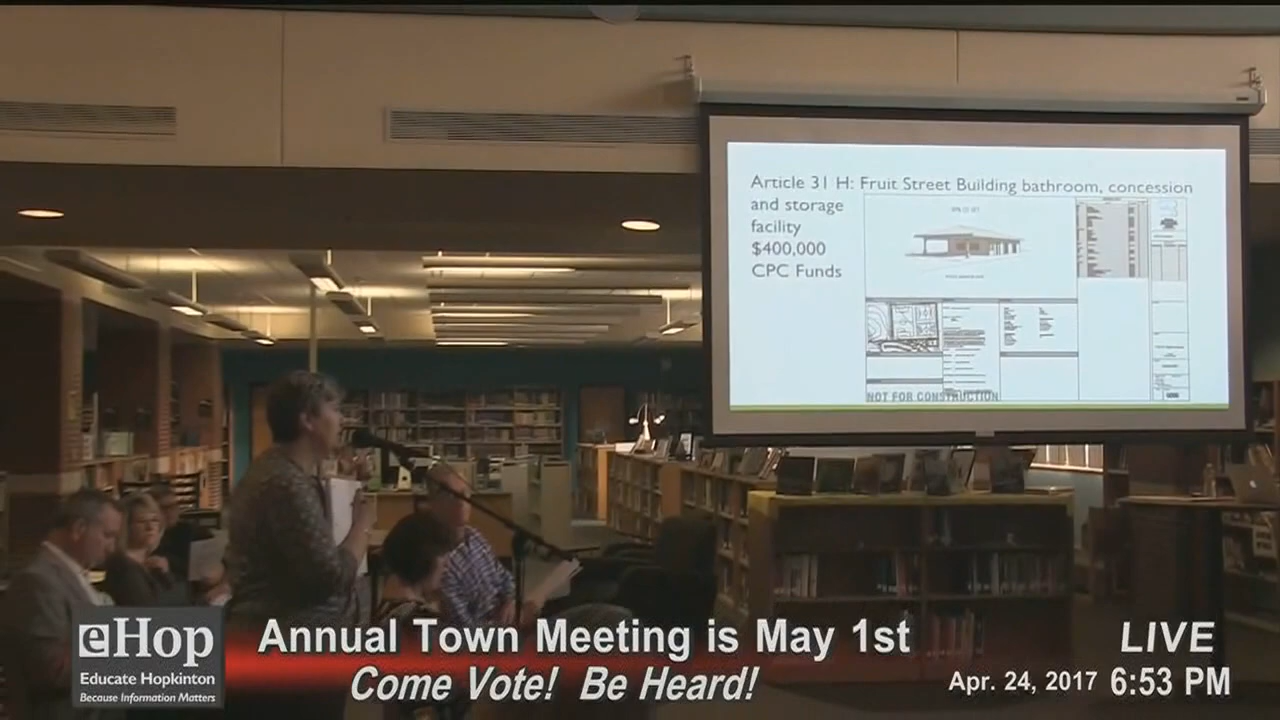 Article 31 H: Fruit Street Building bathroom, concession
and storage
facility
$400,000
CPC Funds
NOT FOR CONSTRUCTION
eHop
Educate Hopkinton
Because Information Matters
Annual Town Meeting is May 1st
Come Vote! Be Heard!
LIVE
Apr. 24, 2017 6:53 PM